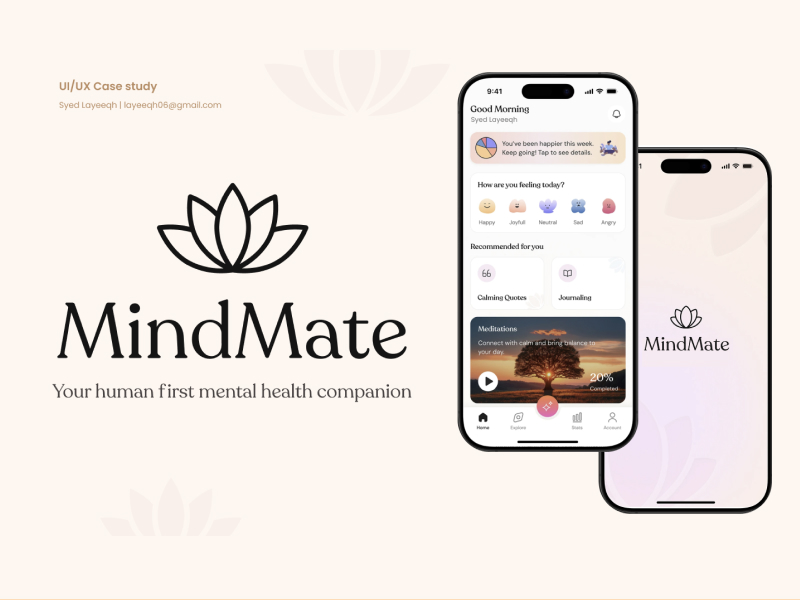 UI/UX Case study
Syed Layeeqh | layeeqh06@gmail.com
MindMate
Your human first mental health companion
9:41
Good Morning
Syed Layeeqh
You've been happier this week.
Keep going! Tap to see details.
How are you feeling today?
Happy
Joyfull
Neutral
Sad
Angry
Recommended for you
Calming Quotes
Journaling
Meditations
Connect with calm and bring balance to
your day.
20%
Completed
Home
Explore
Stats
Account
MindMate